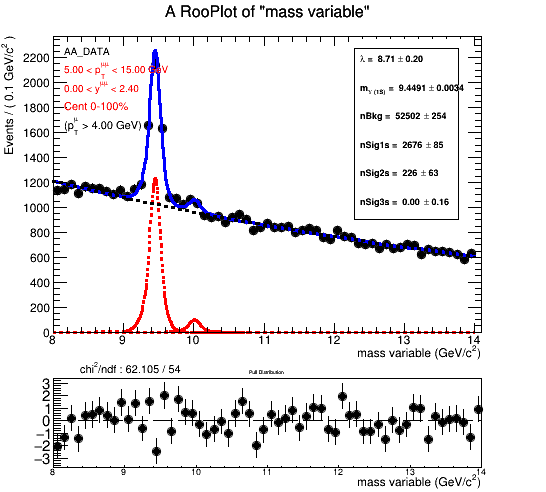 A RooPlot of "mass variable"
Events / ( 0.1 GeV/c² )
2200
2000
1800
1600
1400
1200
1000
800
600
400
200
0
AA_DATA
5.00 < p_T^μμ < 15.00 GeV
0.00 < y^μμ < 2.40
Cent 0-100%
(p_T^μ > 4.00 GeV)
λ = 8.71 ± 0.20
m_ϒ(1S) = 9.4491 ± 0.0034
nBkg = 52502 ± 254
nSig1s = 2676 ± 85
nSig2s = 226 ± 63
nSig3s = 0.00 ± 0.16
8 9 10 11 12 13 14
mass variable (GeV/c²)
chi²/ndf : 62.105 / 54
Pull Distribution
3
2
1
0
−1
−2
−3
8 9 10 11 12 13 14
mass variable (GeV/c²)